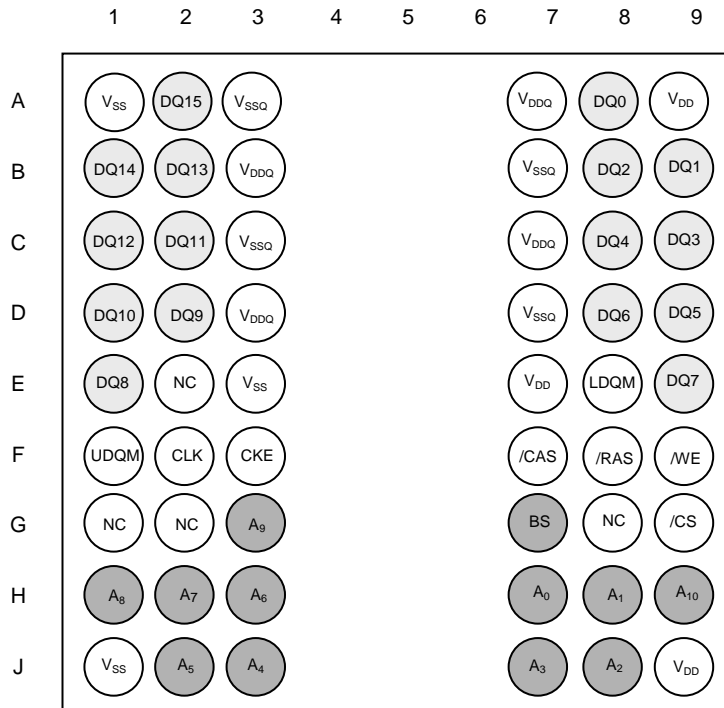 1 2 3 4 5 6 7 8 9
A VSS DQ15 VSSQ VDDQ DQ0 VDD
B DQ14 DQ13 VDDQ VSSQ DQ2 DQ1
C DQ12 DQ11 VSSQ VDDQ DQ4 DQ3
D DQ10 DQ9 VDDQ VSSQ DQ6 DQ5
E DQ8 NC VSS VDD LDQM DQ7
F UDQM CLK CKE /CAS /RAS /WE
G NC NC A9 BS NC /CS
H A8 A7 A6 A0 A1 A10
J VSS A5 A4 A3 A2 VDD